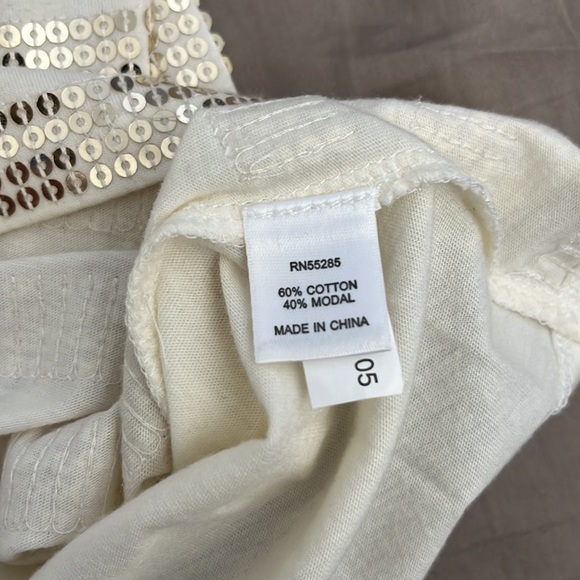 RN55285
60% COTTON
40% MODAL
MADE IN CHINA
05